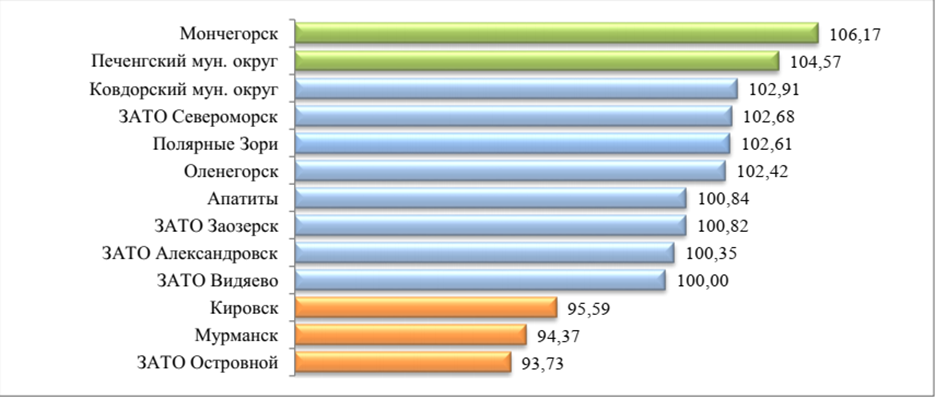 Мончегорск 106,17
Печенгский мун. округ 104,57
Ковдорский мун. округ 102,91
ЗАТО Североморск 102,68
Полярные Зори 102,61
Оленегорск 102,42
Апатиты 100,84
ЗАТО Заозерск 100,82
ЗАТО Александровск 100,35
ЗАТО Видяево 100,00
Кировск 95,59
Мурманск 94,37
ЗАТО Островной 93,73